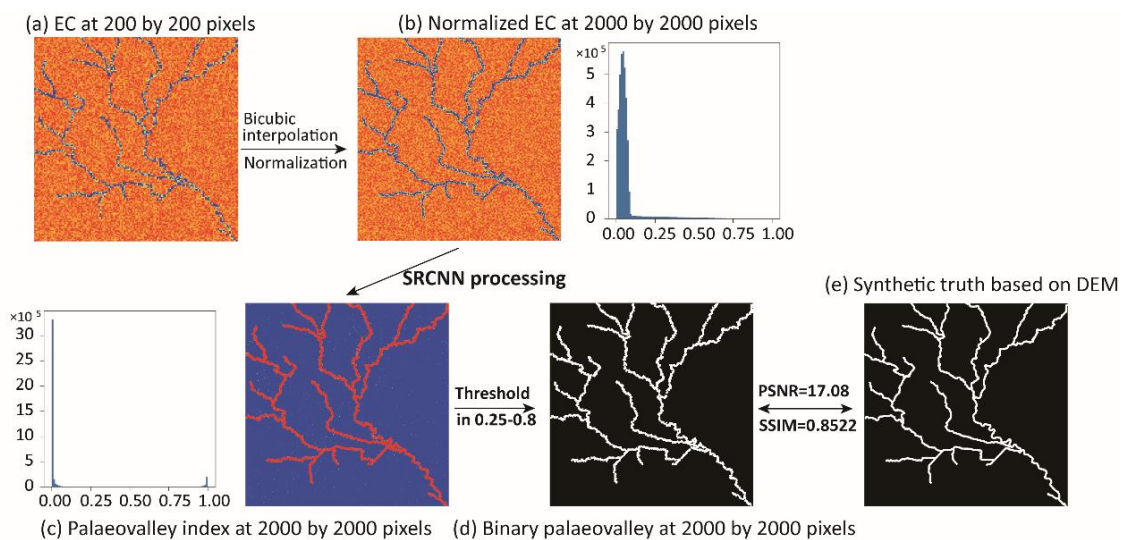 (a) EC at 200 by 200 pixels
(b) Normalized EC at 2000 by 2000 pixels
Bicubic
interpolation
Normalization
×10 5
5
4
3
2
1
0
0.00 0.25 0.50 0.75 1.00
SRCNN processing
(e) Synthetic truth based on DEM
×10 5
30
25
20
15
10
5
0
0.00 0.25 0.50 0.75 1.00
Threshold
in 0.25-0.8
PSNR=17.08
SSIM=0.8522
(c) Palaeovalley index at 2000 by 2000 pixels
(d) Binary palaeovalley at 2000 by 2000 pixels